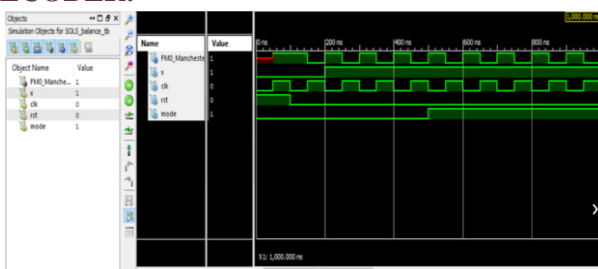 ECODER.
Objects
Simulation Objects for SOLS_balance_tb
Object Name Value
FM0_Manche... 1
x 1
clk 0
rst 0
mode 1
Name Value
FM0_Mancheste 1
x 1
clk 0
rst 0
mode 1
1,000.000 ns
0 ns 200 ns 400 ns 600 ns 800 ns
X1: 1,000.000 ns